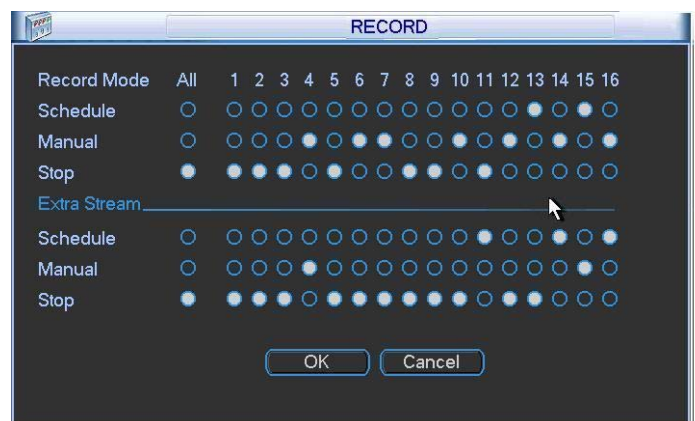 RECORD
Record Mode All 1 2 3 4 5 6 7 8 9 10 11 12 13 14 15 16
Schedule
Manual
Stop
Extra Stream
Schedule
Manual
Stop
OK Cancel